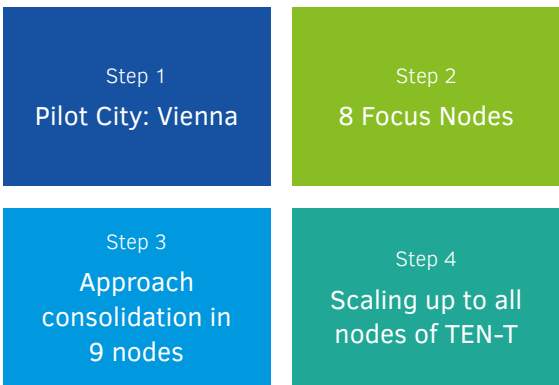 Step 1
Pilot City: Vienna
Step 2
8 Focus Nodes
Step 3
Approach
consolidation in
9 nodes
Step 4
Scaling up to all
nodes of TEN-T